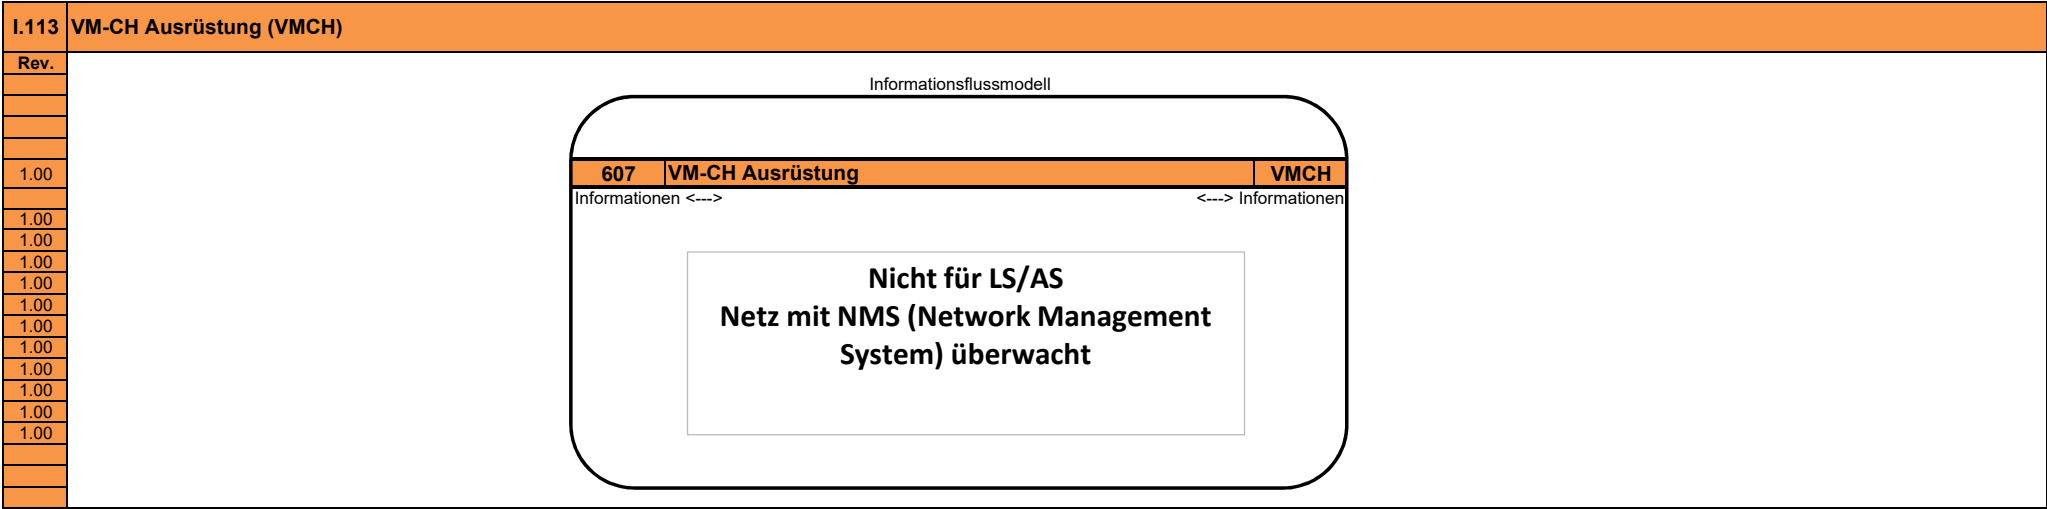 I.113 VM-CH Ausrüstung (VMCH)
Rev.
Informationsflussmodell
1.00 607 VM-CH Ausrüstung VMCH
Informationen <---> <---> Informationen
1.00
1.00
1.00
1.00
1.00
1.00
1.00
1.00
1.00
1.00
1.00
Nicht für LS/AS
Netz mit NMS (Network Management
System) überwacht